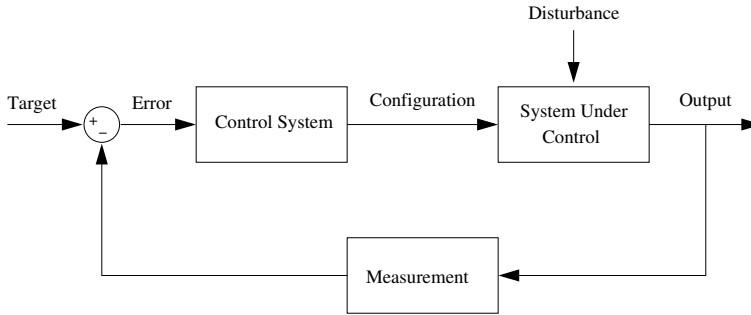 Disturbance
Target
Error
Configuration
Output
+
−
Control System
System Under
Control
Measurement